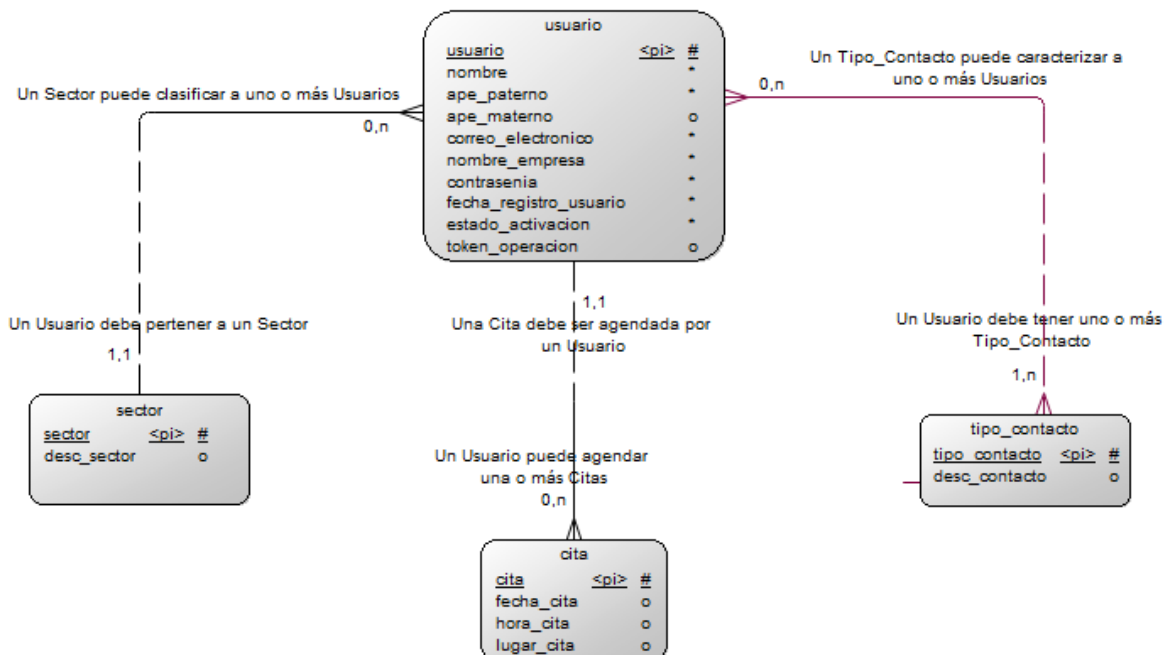 usuario
usuario <pi> #
nombre *
ape_paterno *
ape_materno o
correo_electronico *
nombre_empresa *
contrasenia *
fecha_registro_usuario *
estado_activacion *
token_operacion o
Un Sector puede clasificar a uno o más Usuarios
0,n
Un Tipo_Contacto puede caracterizar a
uno o más Usuarios
0,n
Un Usuario debe pertener a un Sector
1,1
1,1
Una Cita debe ser agendada por
un Usuario
Un Usuario debe tener uno o más
Tipo_Contacto
1,n
sector
sector <pi> #
desc_sector o
Un Usuario puede agendar
una o más Citas
0,n
tipo_contacto
tipo_contacto <pi> #
desc_contacto o
cita
cita <pi> #
fecha_cita o
hora_cita o
lugar_cita o